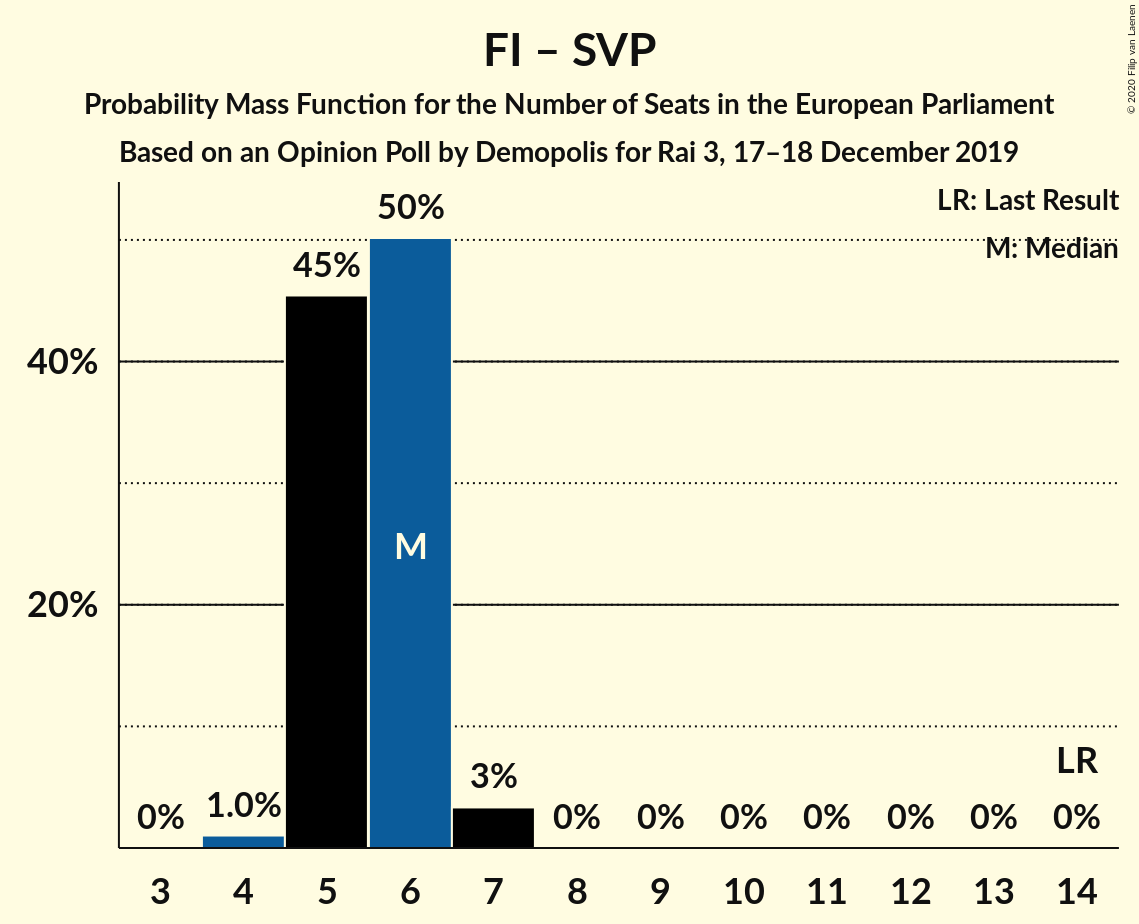 FI – SVP
Probability Mass Function for the Number of Seats in the European Parliament
Based on an Opinion Poll by Demopolis for Rai 3, 17–18 December 2019
© 2020 Filip van Laenen
LR: Last Result
M: Median
50%
45%
40%
M
20%
LR
3%
0% 1.0% 0% 0% 0% 0% 0% 0% 0%
3 4 5 6 7 8 9 10 11 12 13 14